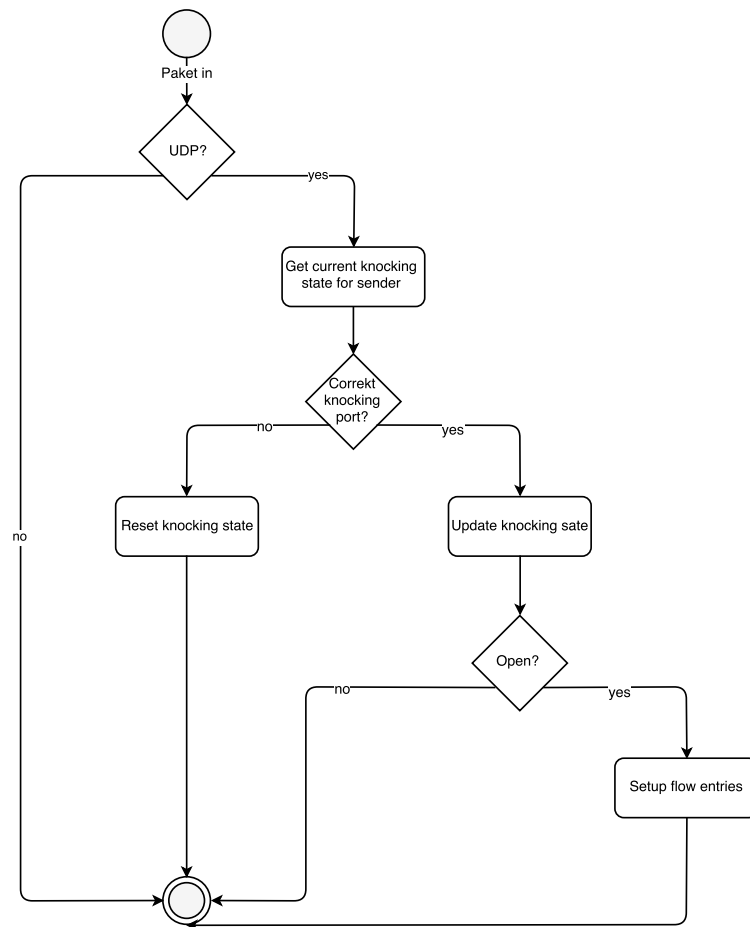 Paket in
UDP?
yes
Get current knocking
state for sender
Correkt
knocking
port?
no
yes
Reset knocking state
Update knocking sate
no
Open?
no
yes
Setup flow entries